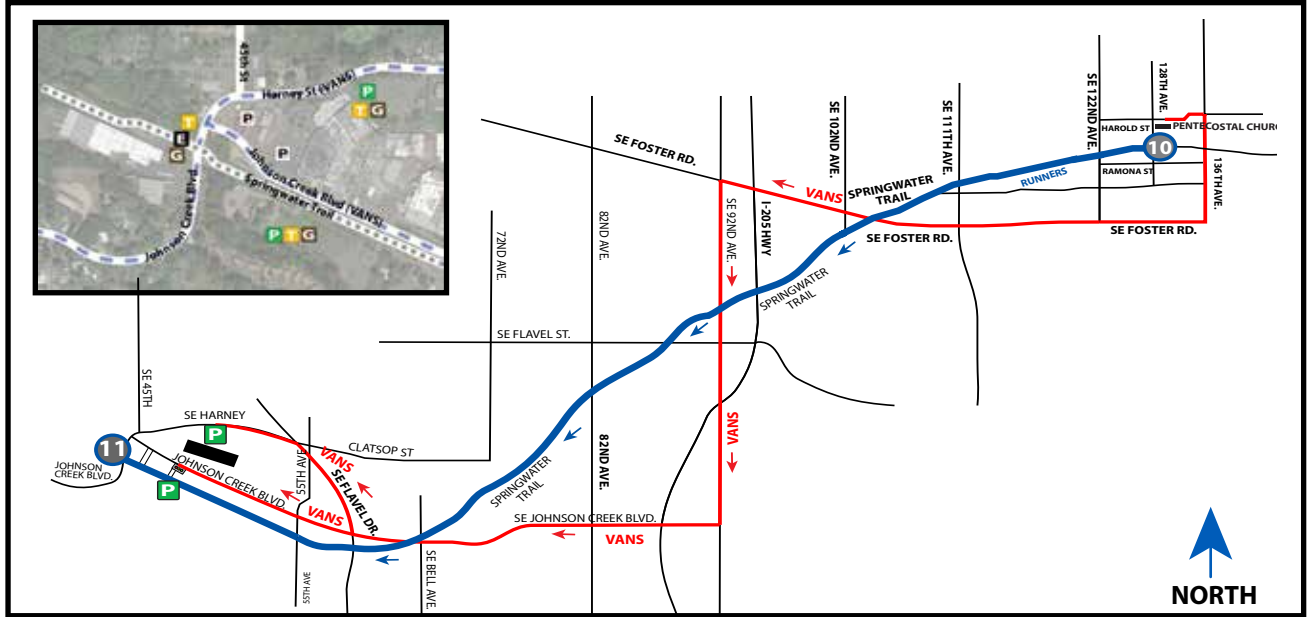 45th St
Harney St (VANS)
P
T G
T
E
G
P
P
Johnson Creek Blvd (VANS)
Springwater Trail
Johnson Creek Blvd.
P T G
SE FOSTER RD.
82ND AVE.
72ND AVE.
SE 92ND AVE.
I-205 HWY
SE 102ND AVE.
SE 111TH AVE.
SE 122ND AVE.
128TH AVE.
HAROLD ST
PENTECOSTAL CHURC
10
RAMONA ST
136TH AVE.
RUNNERS
SPRINGWATER
TRAIL
VANS
SE FOSTER RD.
SE FOSTER RD.
SPRINGWATER
TRAIL
SE FLAVEL ST.
SE 45TH
SE HARNEY
P
CLATSOP ST
11
JOHNSON
CREEK BLVD.
JOHNSON CREEK BLVD.
P
55TH AVE
VANS
SE FLAVEL DR.
VANS
55TH AVE
SE BELL AVE.
SPRINGWATER
TRAIL
82ND AVE.
VANS
SE JOHNSON CREEK BLVD.
VANS
NORTH